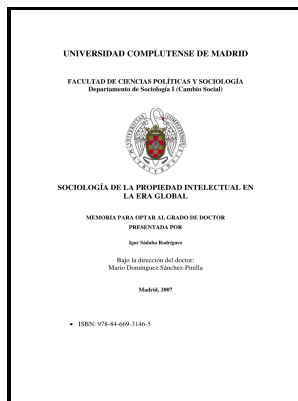 UNIVERSIDAD COMPLUTENSE DE MADRID
FACULTAD DE CIENCIAS POLÍTICAS Y SOCIOLOGÍA
Departamento de Sociología I (Cambio Social)
SOCIOLOGÍA DE LA PROPIEDAD INTELECTUAL EN
LA ERA GLOBAL
MEMORIA PARA OPTAR AL GRADO DE DOCTOR
PRESENTADA POR
Igor Sádaba Rodríguez
Bajo la dirección del doctor:
Mario Domínguez Sánchez-Pinilla
Madrid, 2007
• ISBN: 978-84-669-3146-5